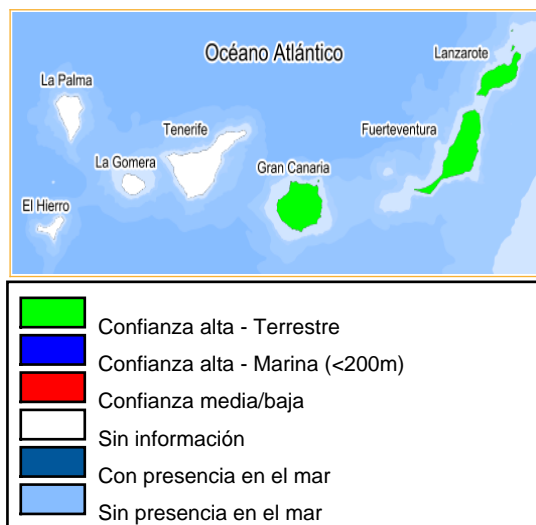 Océano Atlántico
Lanzarote
La Palma
Tenerife
Fuerteventura
La Gomera
Gran Canaria
El Hierro
Confianza alta - Terrestre
Confianza alta - Marina (<200m)
Confianza media/baja
Sin información
Con presencia en el mar
Sin presencia en el mar